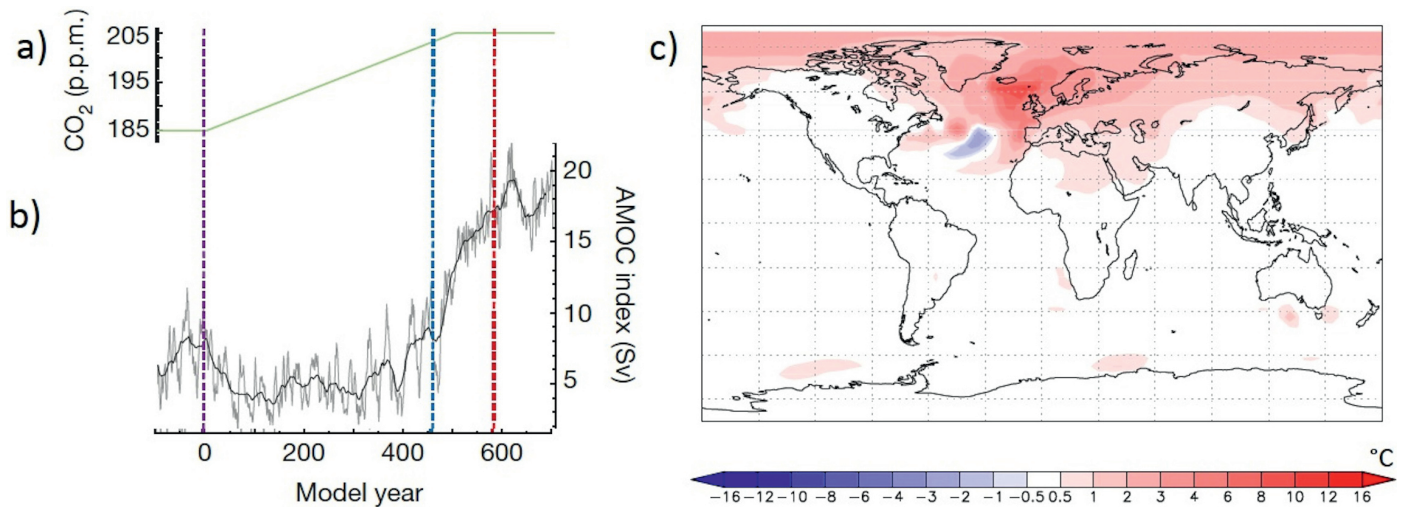 a)
CO2 (p.p.m.)
205
195
185
b)
20
15
10
5
AMOC index (Sv)
0 200 400 600
Model year
c)
°C
−16 −12 −10 −8 −6 −4 −3 −2 −1 −0.5 0.5 1 2 3 4 6 8 10 12 16